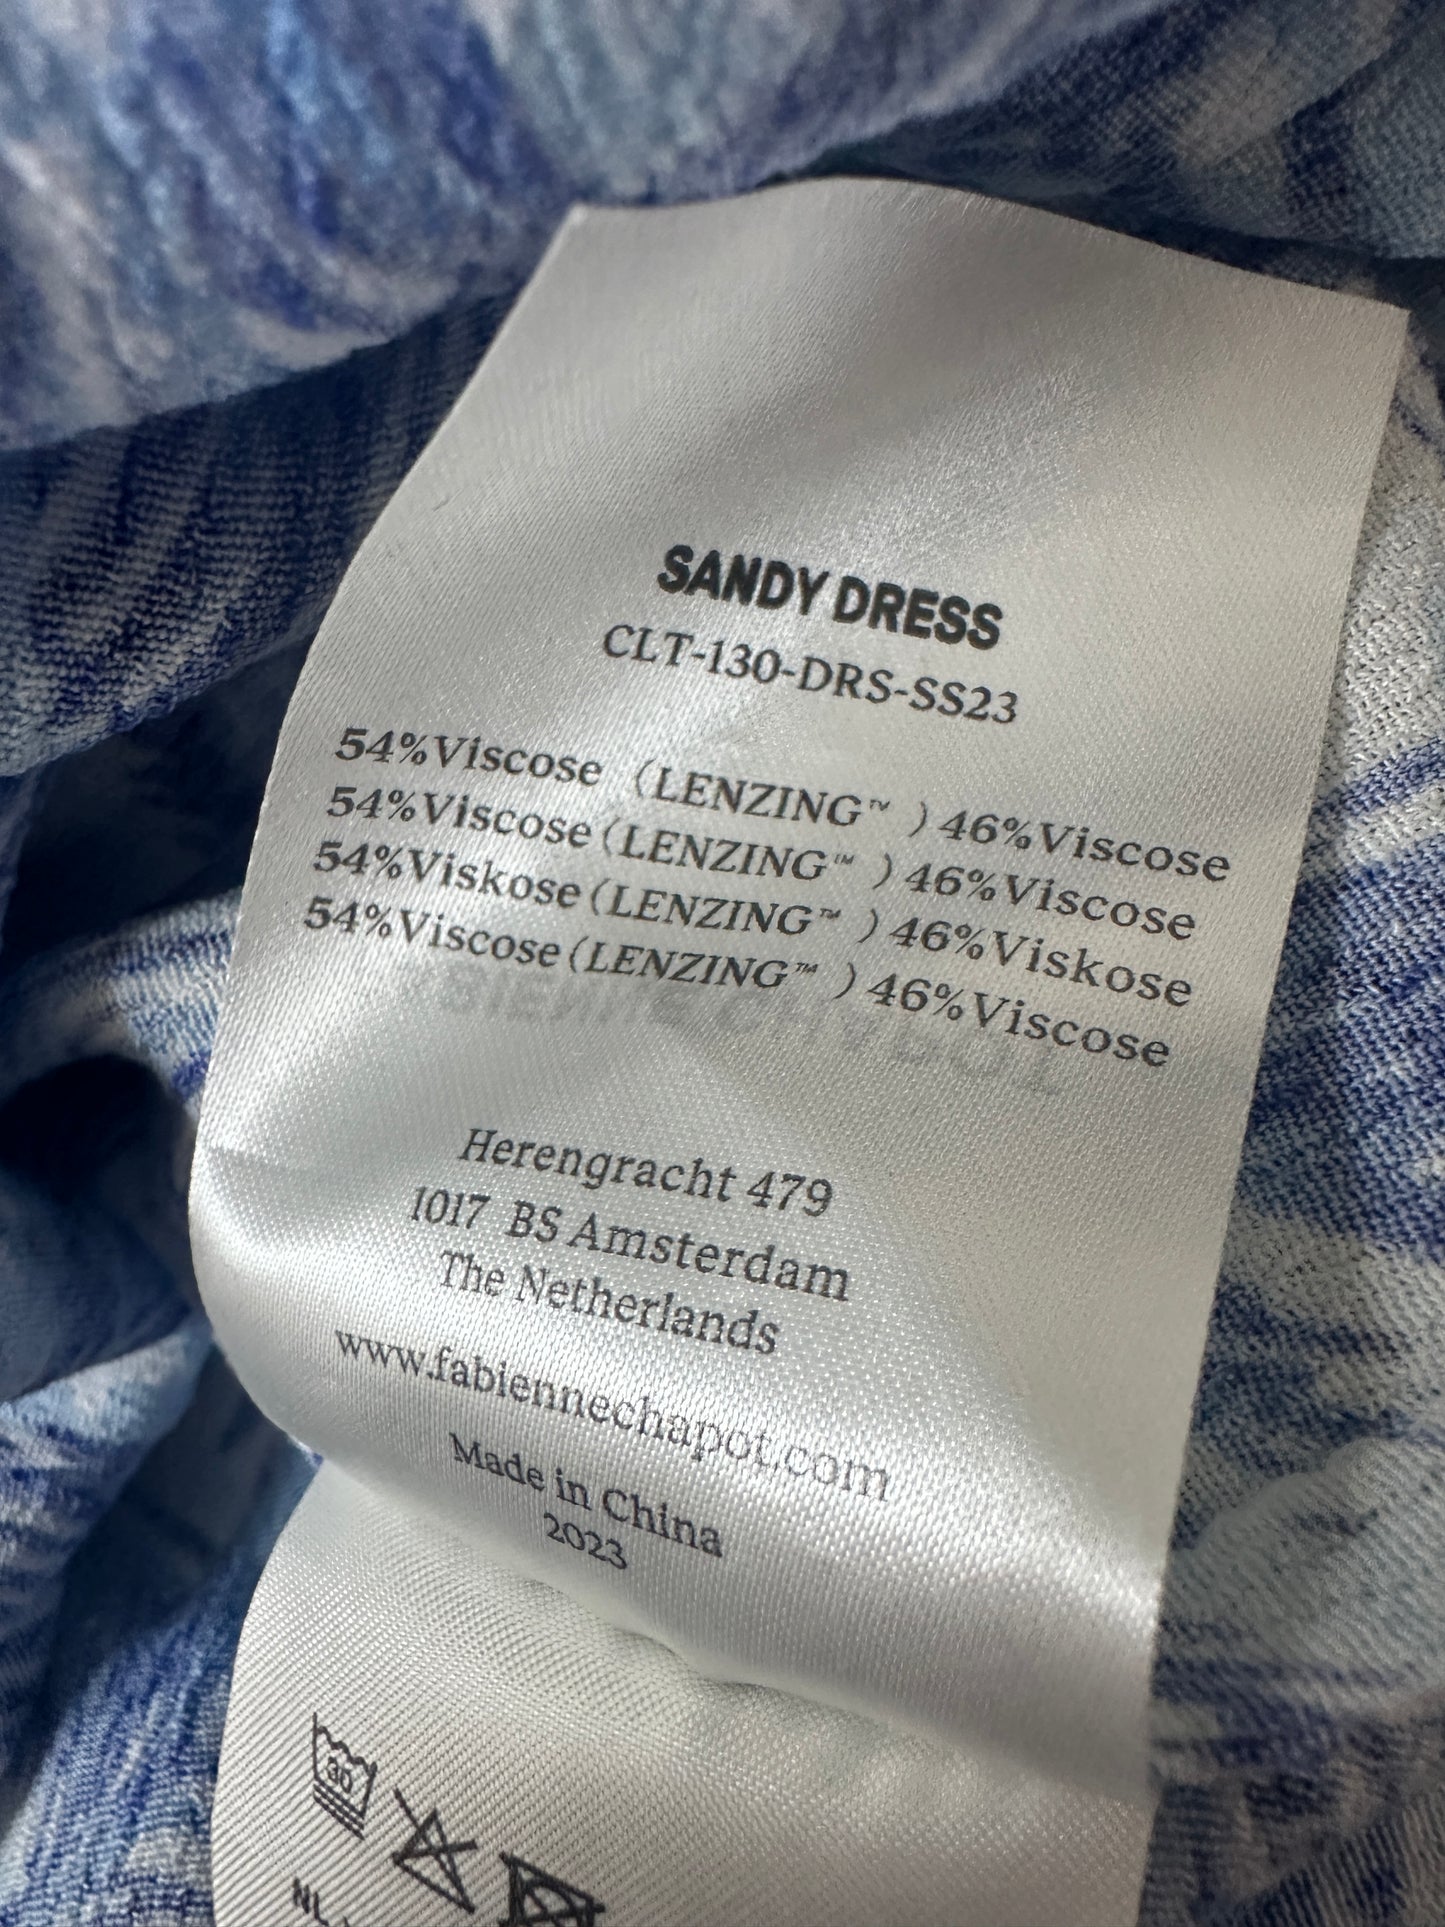 SANDY DRESS
CLT-130-DRS-SS23
54%Viscose (LENZING™ )46%Viscose
54%Viscose(LENZING™ )46%Viscose
54%Viskose(LENZING™ )46%Viskose
54%Viscose(LENZING™ )46%Viscose
Herengracht 479
1017 BS Amsterdam
The Netherlands
www.fabiennechapot.com
Made in China
2023
30
NL